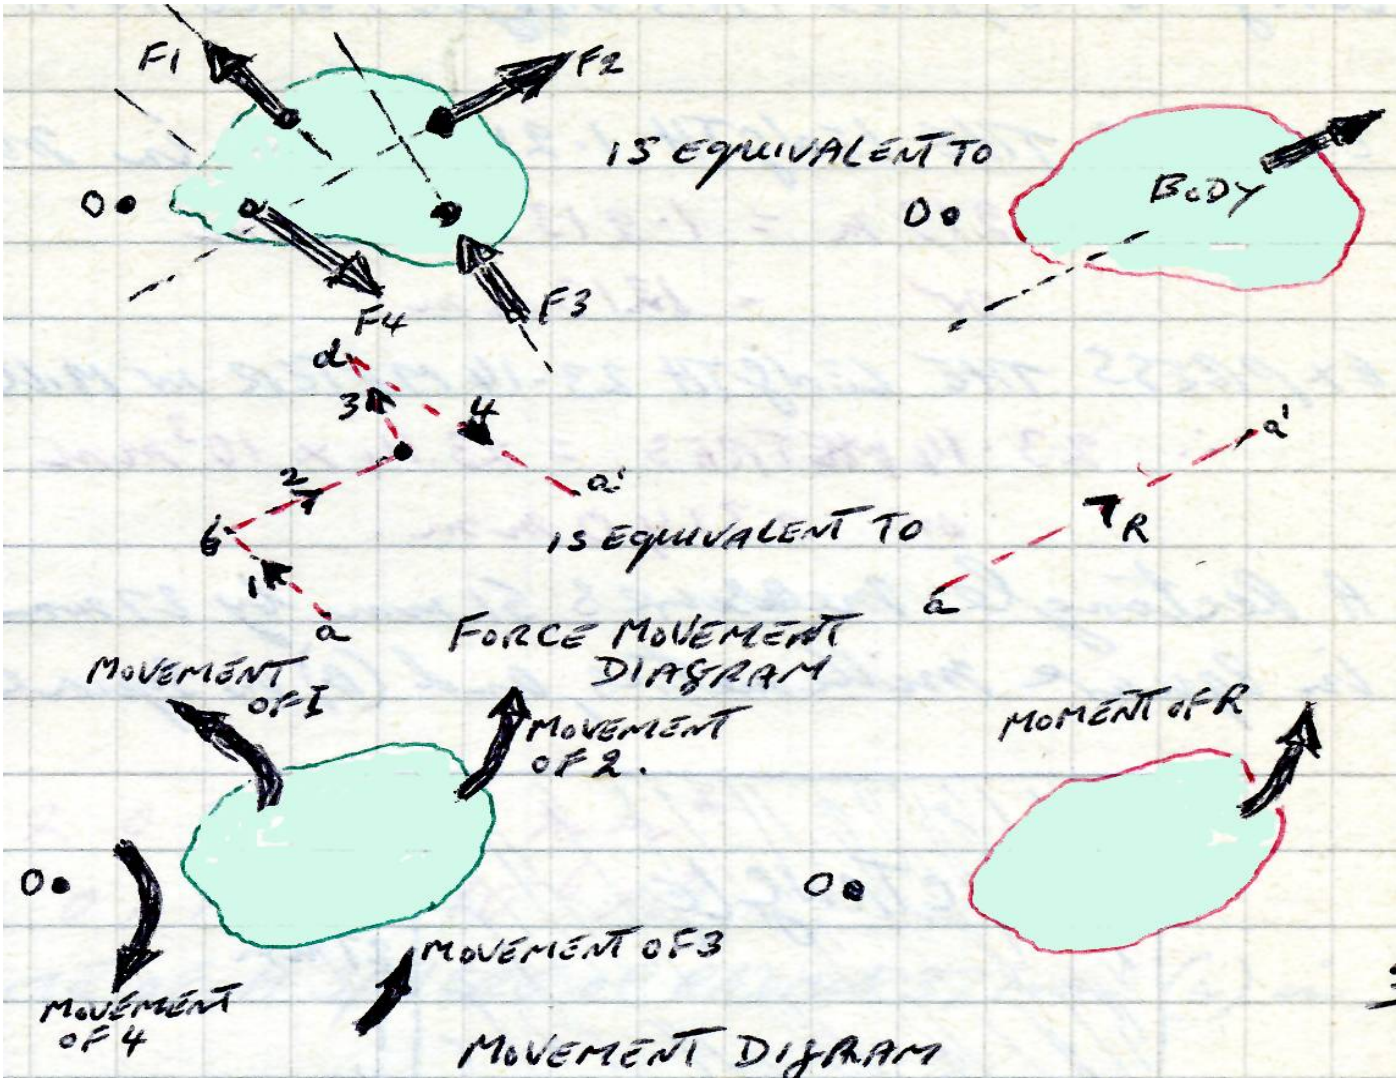 F1
F2
IS EQUIVALENT TO
BODY
O
O
F4
F3
d
3
4
a'
2
a'
b
IS EQUIVALENT TO
R
1
a
a
FORCE MOVEMENT
DIAGRAM
MOVEMENT
OF I
MOVEMENT
OF 2.
MOMENT OF R
O
O
MOVEMENT OF 3
MOVEMENT
OF 4
MOVEMENT DIGRAM